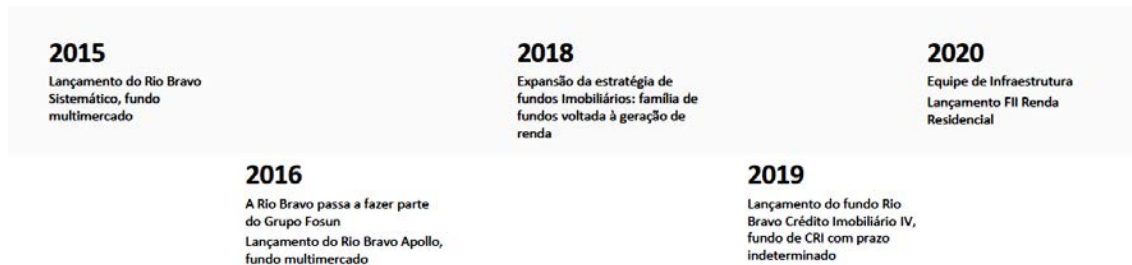 2015
Lançamento do Rio Bravo
Sistemático, fundo
multimercado
2016
A Rio Bravo passa a fazer parte
do Grupo Fosun
Lançamento do Rio Bravo Apollo,
fundo multimercado
2018
Expansão da estratégia de
fundos Imobiliários: família de
fundos voltada à geração de
renda
2019
Lançamento do fundo Rio
Bravo Crédito Imobiliário IV,
fundo de CRI com prazo
indeterminado
2020
Equipe de Infraestrutura
Lançamento FII Renda
Residencial